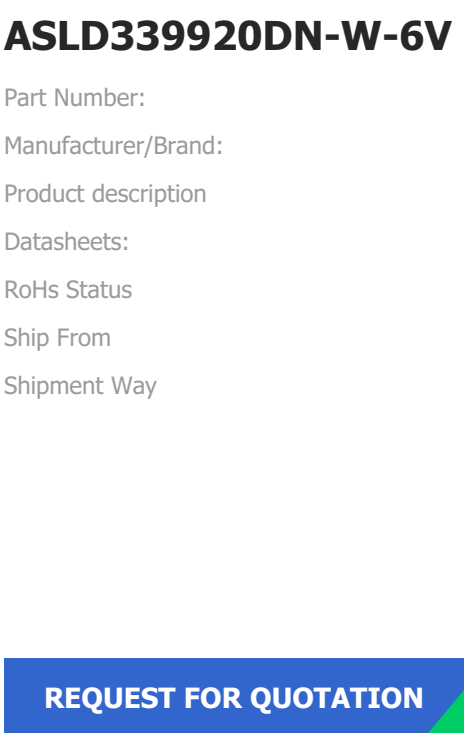 ASLD339920DN-W-6V
Part Number:
Manufacturer/Brand:
Product description
Datasheets:
RoHs Status
Ship From
Shipment Way
REQUEST FOR QUOTATION